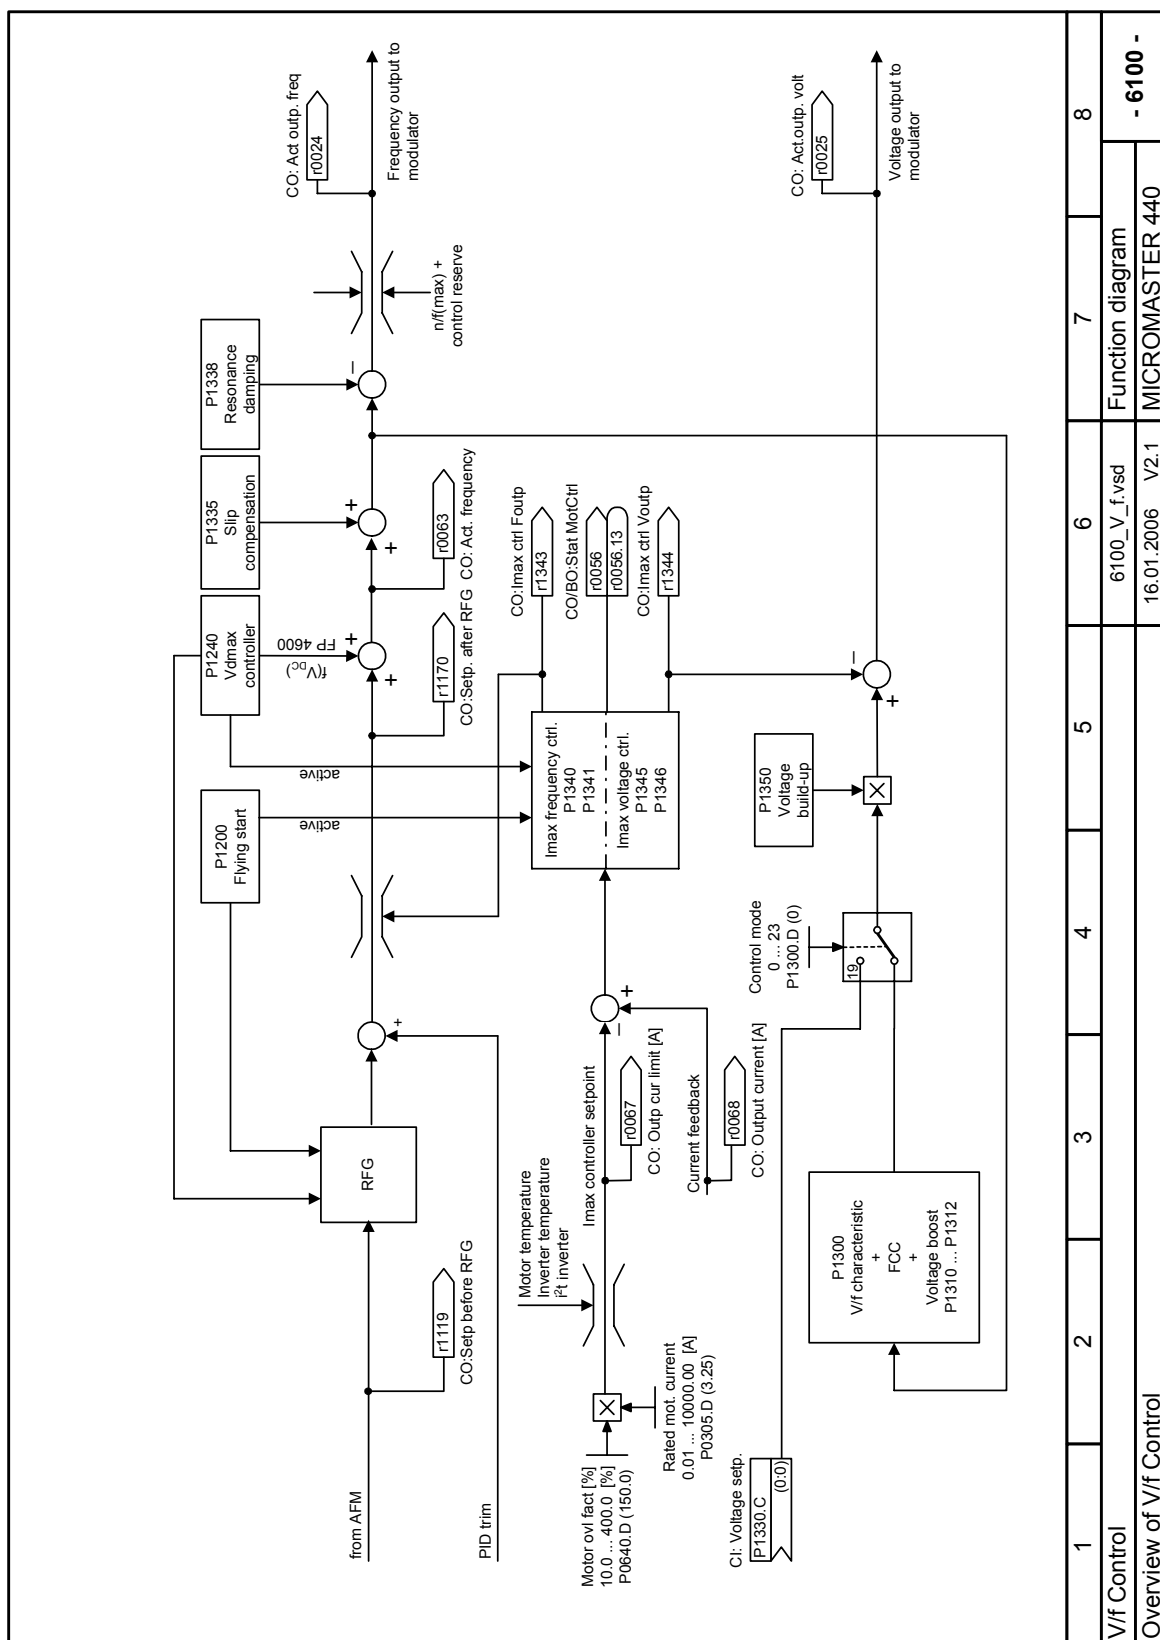 from AFM
r1119
CO:Setp before RFG
PID trim
RFG
P1200
Flying start
active
P1240
Vdmax
controller
active
f(VDC)
FP 4600
P1335
Slip
compensation
P1338
Resonance
damping
+
+
+
+
+
–
r1170
CO:Setp. after RFG
r0063
CO: Act. frequency
n/f(max) +
control reserve
CO: Act outp. freq
r0024
Frequency output to
modulator
Motor ovl fact [%]
10.0 ... 400.0 [%]
P0640.D (150.0)
Rated mot. current
0.01 ... 10000.00 [A]
P0305.D (3.25)
Motor temperature
Inverter temperature
i²t inverter
Imax controller setpoint
r0067
CO: Outp cur limit [A]
Current feedback
r0068
CO: Output current [A]
–
+
Imax frequency ctrl.
P1340
P1341
Imax voltage ctrl.
P1345
P1346
CO:Imax ctrl Foutp
r1343
CO/BO:Stat MotCtrl
r0056
r0056.13
CO:Imax ctrl Voutp
r1344
CI: Voltage setp.
P1330.C
(0:0)
P1300
V/f characteristic
+
FCC
+
Voltage boost
P1310 ... P1312
Control mode
0 ... 23
P1300.D (0)
19
P1350
Voltage
build-up
+
–
CO: Act.outp. volt
r0025
Voltage output to
modulator
1 2 3 4 5 6 7 8
V/f Control
6100_V_f.vsd
Function diagram
- 6100 -
Overview of V/f Control
16.01.2006 V2.1
MICROMASTER 440